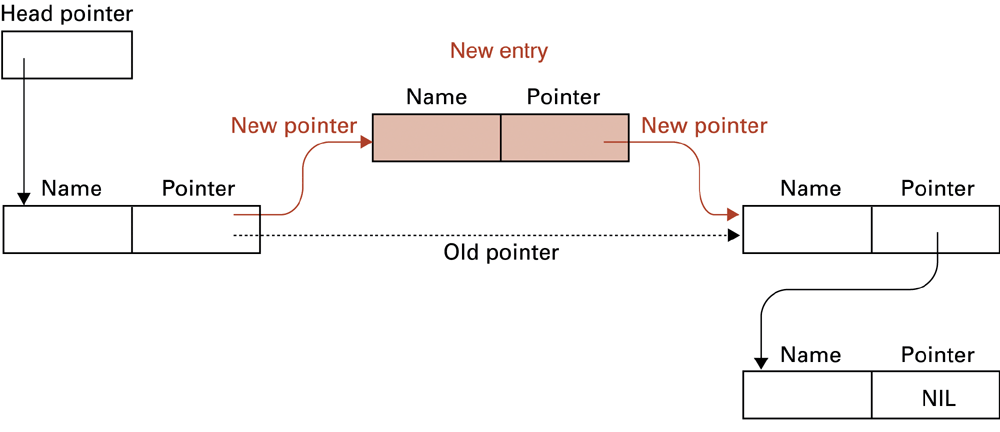 Head pointer
New entry
Name Pointer
New pointer
New pointer
Name Pointer
Name Pointer
Old pointer
Name Pointer
NIL